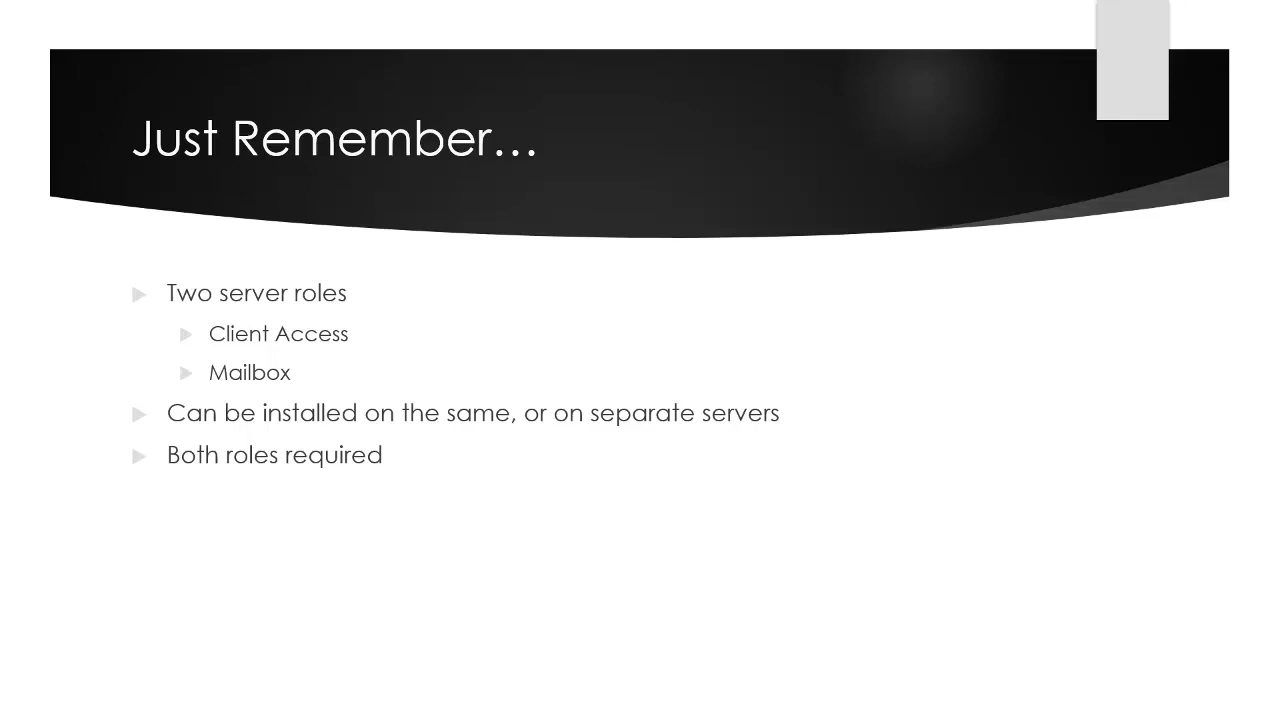 Just Remember…
Two server roles
Client Access
Mailbox
Can be installed on the same, or on separate servers
Both roles required